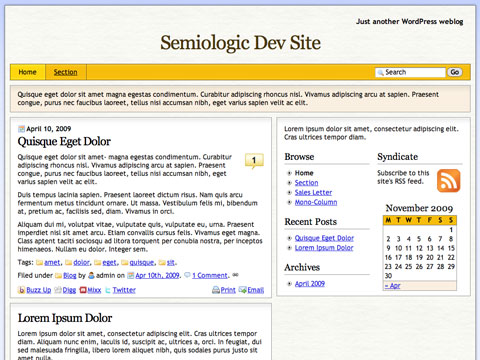 Just another WordPress weblog
Semiologic Dev Site
Home Section Search Go
Quisque eget dolor sit amet magna egestas condimentum. Curabitur adipiscing rhoncus nisl. Vivamus adipiscing arcu at sapien. Praesent
congue, purus nec faucibus laoreet, tellus nisi accumsan nibh, eget varius sapien velit ac elit.
April 10, 2009
Quisque Eget Dolor
Quisque eget dolor sit amet- magna egestas condimentum. Curabitur
adipiscing rhoncus nisl. Vivamus adipiscing arcu at sapien. Praesent
congue, purus nec faucibus laoreet, tellus nisi accumsan nibh, eget
varius sapien velit ac elit.
1
Duis tempus lacinia sapien. Praesent laoreet dictum risus. Nam quis arcu
fermentum metus tincidunt ornare. Ut massa. Vestibulum felis mi, bibendum
at, pretium ac, facilisis sed, diam. Vivamus in orci.
Aliquam dui mi, volutpat vitae, vulputate quis, vulputate eu, urna. Praesent
imperdiet nisi sit amet enim. Etiam convallis cursus felis. Vivamus eget magna.
Class aptent taciti sociosqu ad litora torquent per conubia nostra, per inceptos
himenaeos. Nullam eu dolor. Integer sem.
Tags: amet, dolor, eget, quisque, sit.
Filed under Blog by admin on Apr 10th, 2009. 1 Comment.
Buzz Up Digg Mixx Twitter Print Email
Lorem Ipsum Dolor
Lorem ipsum dolor sit amet, consectetur adipiscing elit. Cras ultrices tempor
diam. Aliquam nunc enim, iaculis id, suscipit ac, ultrices a, orci. In feugiat, dui
sed malesuada fringilla, libero lorem pretium enim, quis sodales purus justo sit
amet nulla.
Lorem ipsum dolor sit amet, consectetur adipiscing elit.
Cras ultrices tempor diam.
Browse
Home
Section
Sales Letter
Mono-Column
Recent Posts
Quisque Eget Dolor
Lorem Ipsum Dolor
Archives
April 2009
Syndicate
Subscribe to this
site's RSS feed.
November 2009
M T W T F S S
1
2 3 4 5 6 7 8
9 10 11 12 13 14 15
16 17 18 19 20 21 22
23 24 25 26 27 28 29
30
« Apr